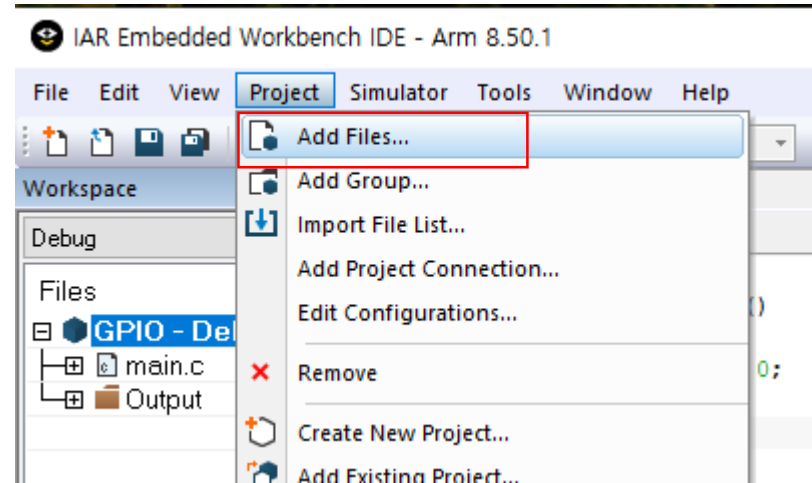 IAR Embedded Workbench IDE - Arm 8.50.1
File Edit View Project Simulator Tools Window Help
Add Files...
Workspace
Add Group...
Import File List...
Debug
Add Project Connection...
Files
Edit Configurations...
()
GPIO - De
main.c
Remove
0;
Output
Create New Project...
Add Existing Project...